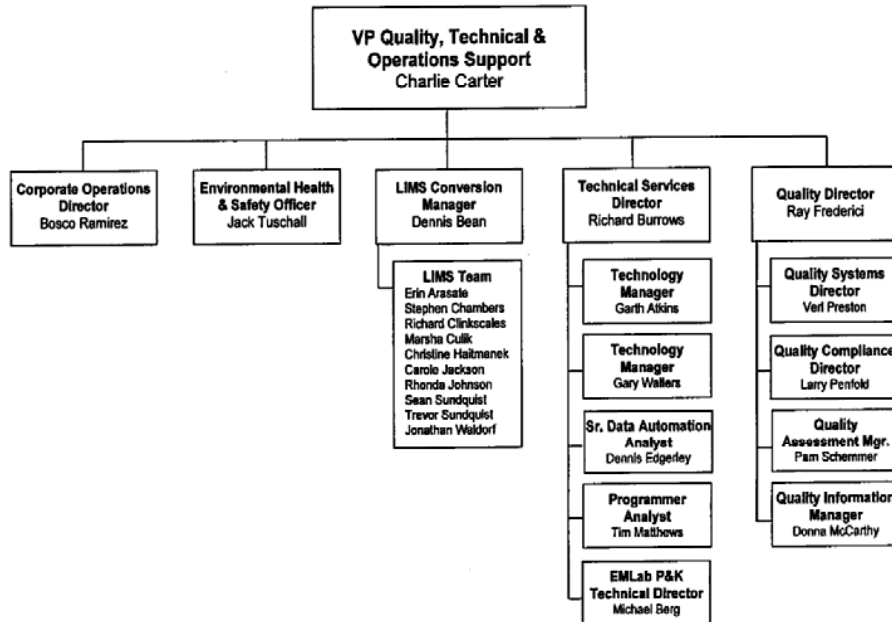 VP Quality, Technical &
Operations Support
Charlie Carter
Corporate Operations
Director
Bosco Ramirez
Environmental Health
& Safety Officer
Jack Tuschall
LIMS Conversion
Manager
Dennis Bean
LIMS Team
Erin Arasate
Stephen Chambers
Richard Clinkscales
Marsha Culik
Christine Haitmanek
Carole Jackson
Rhonda Johnson
Sean Sundquist
Trevor Sundquist
Jonathan Waldorf
Technical Services
Director
Richard Burrows
Technology
Manager
Garth Atkins
Technology
Manager
Gary Walters
Sr. Data Automation
Analyst
Dennis Edgerley
Programmer
Analyst
Tim Matthews
EMLab P&K
Technical Director
Michael Berg
Quality Director
Ray Frederici
Quality Systems
Director
Verl Preston
Quality Compliance
Director
Larry Penfold
Quality
Assessment Mgr.
Pam Schemmer
Quality Information
Manager
Donna McCarthy